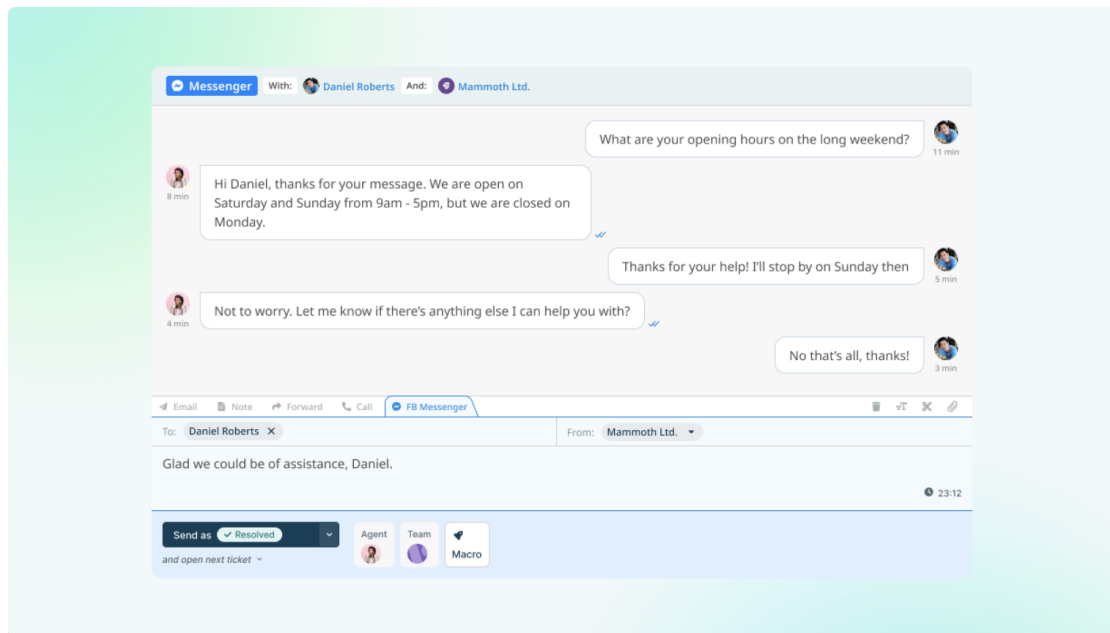 Messenger With: Daniel Roberts And: Mammoth Ltd.
What are your opening hours on the long weekend?
11 min
Hi Daniel, thanks for your message. We are open on
Saturday and Sunday from 9am - 5pm, but we are closed on
Monday.
8 min
Thanks for your help! I'll stop by on Sunday then
5 min
Not to worry. Let me know if there's anything else I can help you with?
4 min
No that's all, thanks!
3 min
Email Note Forward Call FB Messenger
To: Daniel Roberts From: Mammoth Ltd.
Glad we could be of assistance, Daniel.
23:12
Send as Resolved Agent Team
Macro
and open next ticket